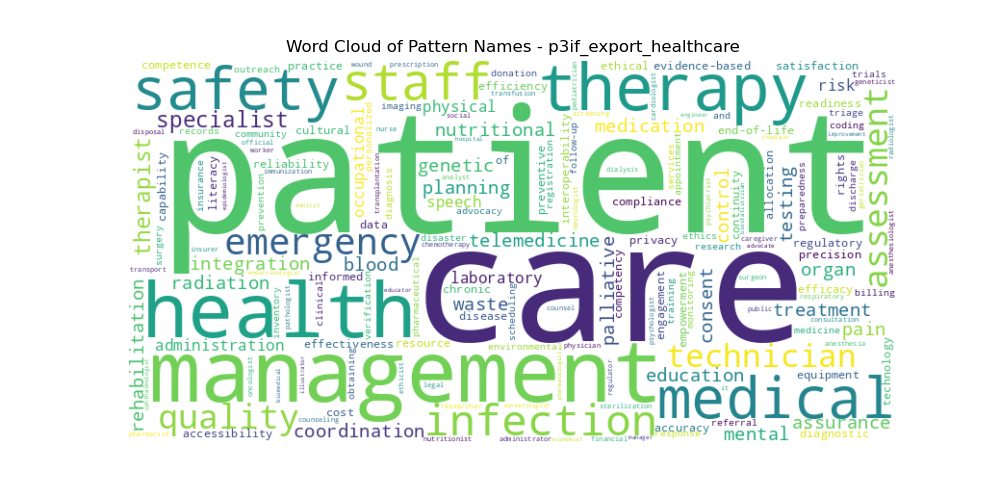 Word Cloud of Pattern Names - p3if_export_healthcare
competence
outreach
practice
wound
prescription
donation
ethical
evidence-based
satisfaction
trials
geneticist
safety
staff
efficiency
transfusion
therapy
risk
imaging
physical
pediatrician
screening
cardiologist
readiness
specialist
social
nutritional
medication
and
triage
coding
end-of-life
improvement
disposal
records
community
official
worker
cultural
nurse
hospital
patient
assessment
radiologist
therapist
capability
insurance
literacy
epidemiologist
reliability
immunization
prevention
dentist
occupational
personalized
diagnosis
transplantation
genetic
of
analyst
planning
speech
advocacy
preventive
registration
interoperability
follow-up
neurologist
dialysis
compliance
services
appointment
psychiatrist
control
continuity
allocation
testing
preparedness
rights
discharge
geriatrician
surgery
insurer
data
emergency
disaster
chemotherapy
telemedicine
privacy
ethics
research
caregiver
advocate
regulatory
precision
anesthesiologist
transport
integration
blood
informed
chronic
laboratory
care
palliative
competency
organ
radiation
educator
clinical
verification
pharmaceutical
waste
disease
scheduling
counsel
psychologist
engagement
training
empowerment
monitoring
consent
surgeon
public
efficacy
respiratory
billing
treatment
consultation
health
inventory
pathologist
rehabilitation
administration
effectiveness
resource
environmental
physician
medicine
anesthesia
pain
technology
management
obtaining
technician
oncologist
biomedical
illustrator
ethicist
legal
regulator
education
it
equipment
researcher
dermatologist
sterilization
medical
quality
counseling
cost
infection
accuracy
referral
assurance
pharmacist
accessibility
coordination
nutritionist
administrator
economist
financial
manager
response
mental
diagnostic